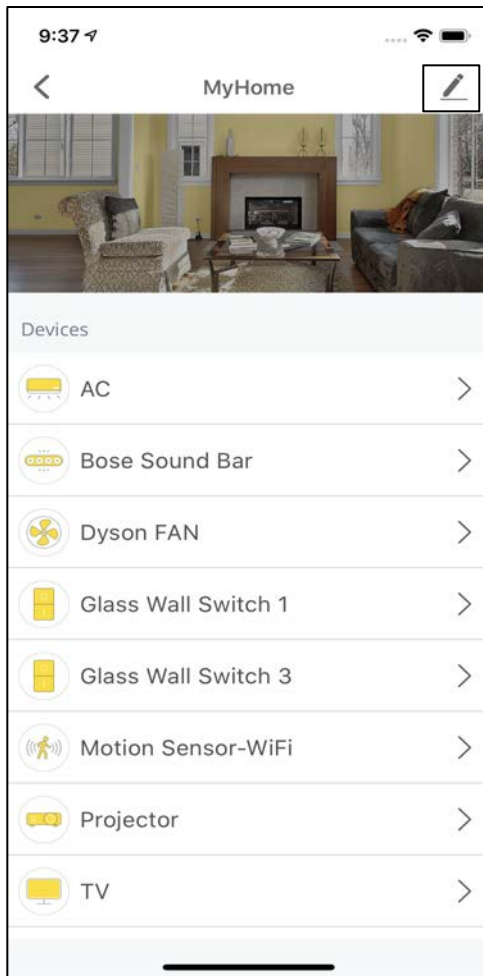 9:37
MyHome
Devices
AC
Bose Sound Bar
Dyson FAN
Glass Wall Switch 1
Glass Wall Switch 3
Motion Sensor-WiFi
Projector
TV